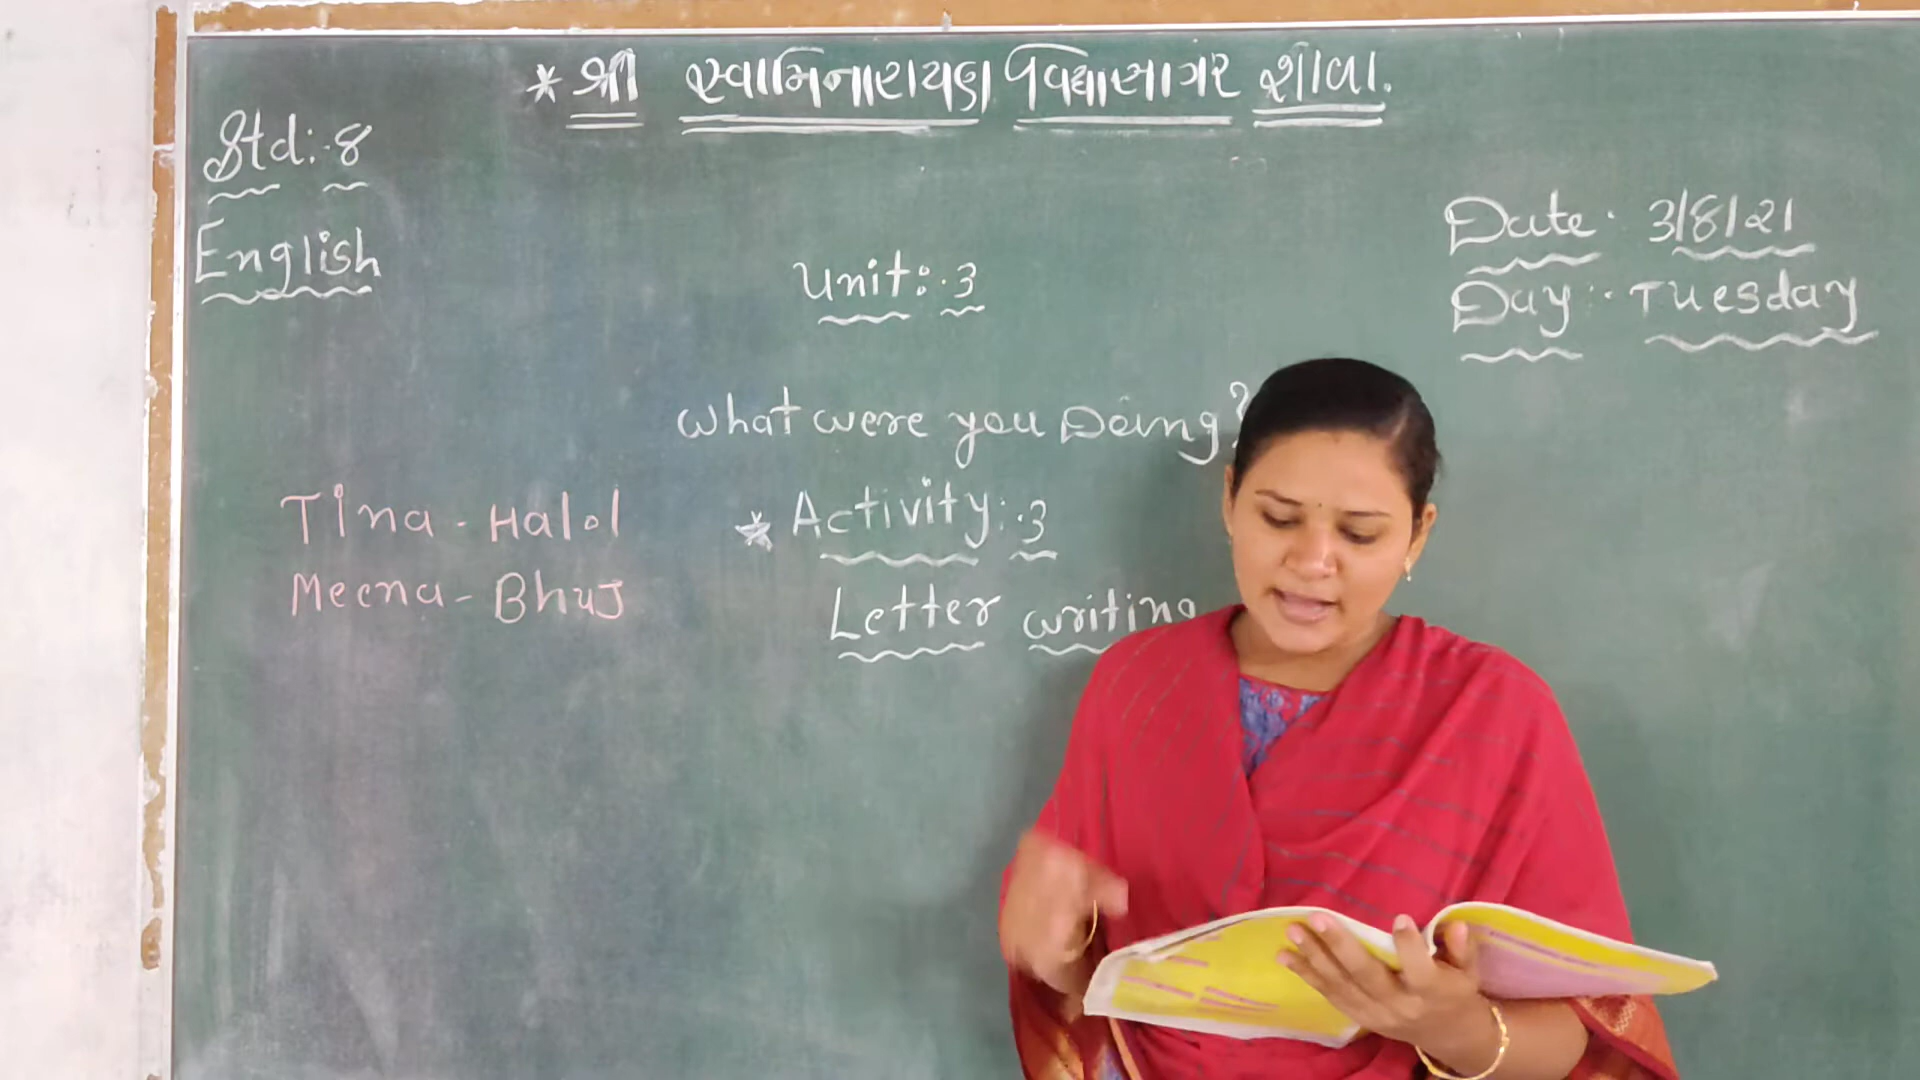 * શ્રી સ્વામિનારાયણ વિદ્યાસાગર શાળા.
Std:- 8
English
Date: 3/8/21
Day:- Tuesday
Unit:- 3
What were you Doing?
* Activity:- 3
Letter writing
Tina - Halol
Meena - Bhuj